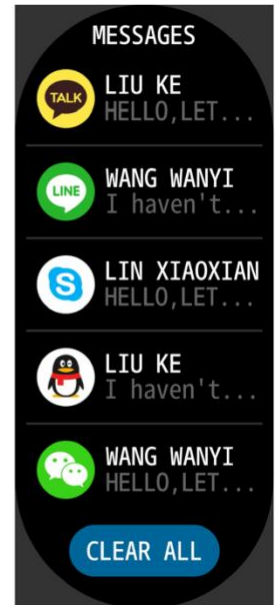 MESSAGES
TALK
LIU KE
HELLO,LET...
LINE
WANG WANYI
I haven't...
S
LIN XIAOXIAN
HELLO,LET...
LIU KE
I haven't...
WANG WANYI
HELLO,LET...
CLEAR ALL